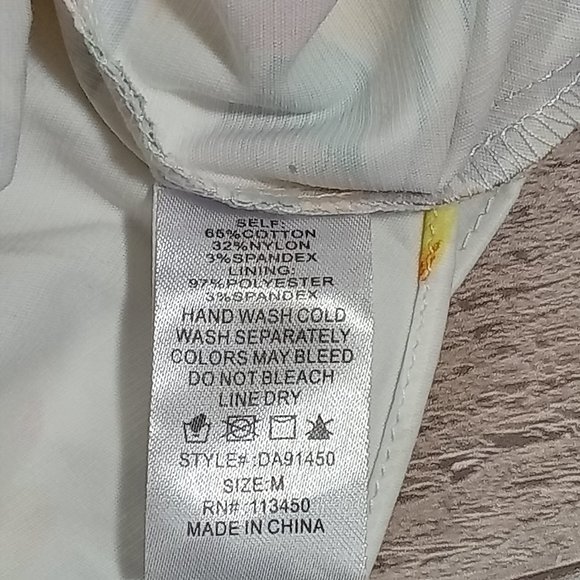 SELF:
65%COTTON
32%NYLON
3%SPANDEX
LINING:
97%POLYESTER
3%SPANDEX
HAND WASH COLD
WASH SEPARATELY
COLORS MAY BLEED
DO NOT BLEACH
LINE DRY
STYLE# :DA91450
SIZE:M
RN#: 113450
MADE IN CHINA